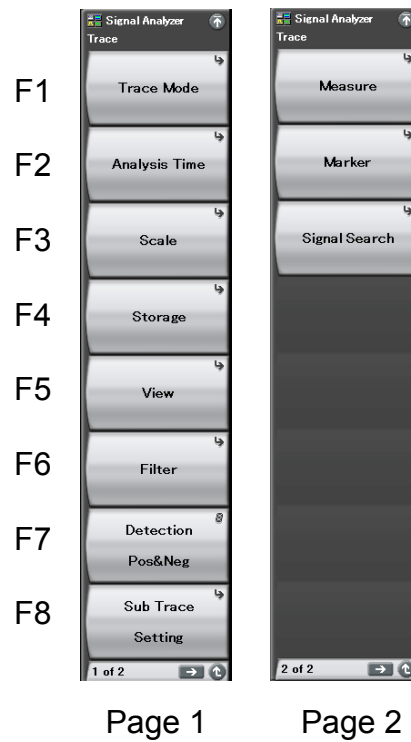 Signal Analyzer
Trace
F1
Trace Mode
F2
Analysis Time
F3
Scale
F4
Storage
F5
View
F6
Filter
F7
Detection
Pos&Neg
F8
Sub Trace
Setting
1 of 2
Page 1
Signal Analyzer
Trace
Measure
Marker
Signal Search
2 of 2
Page 2